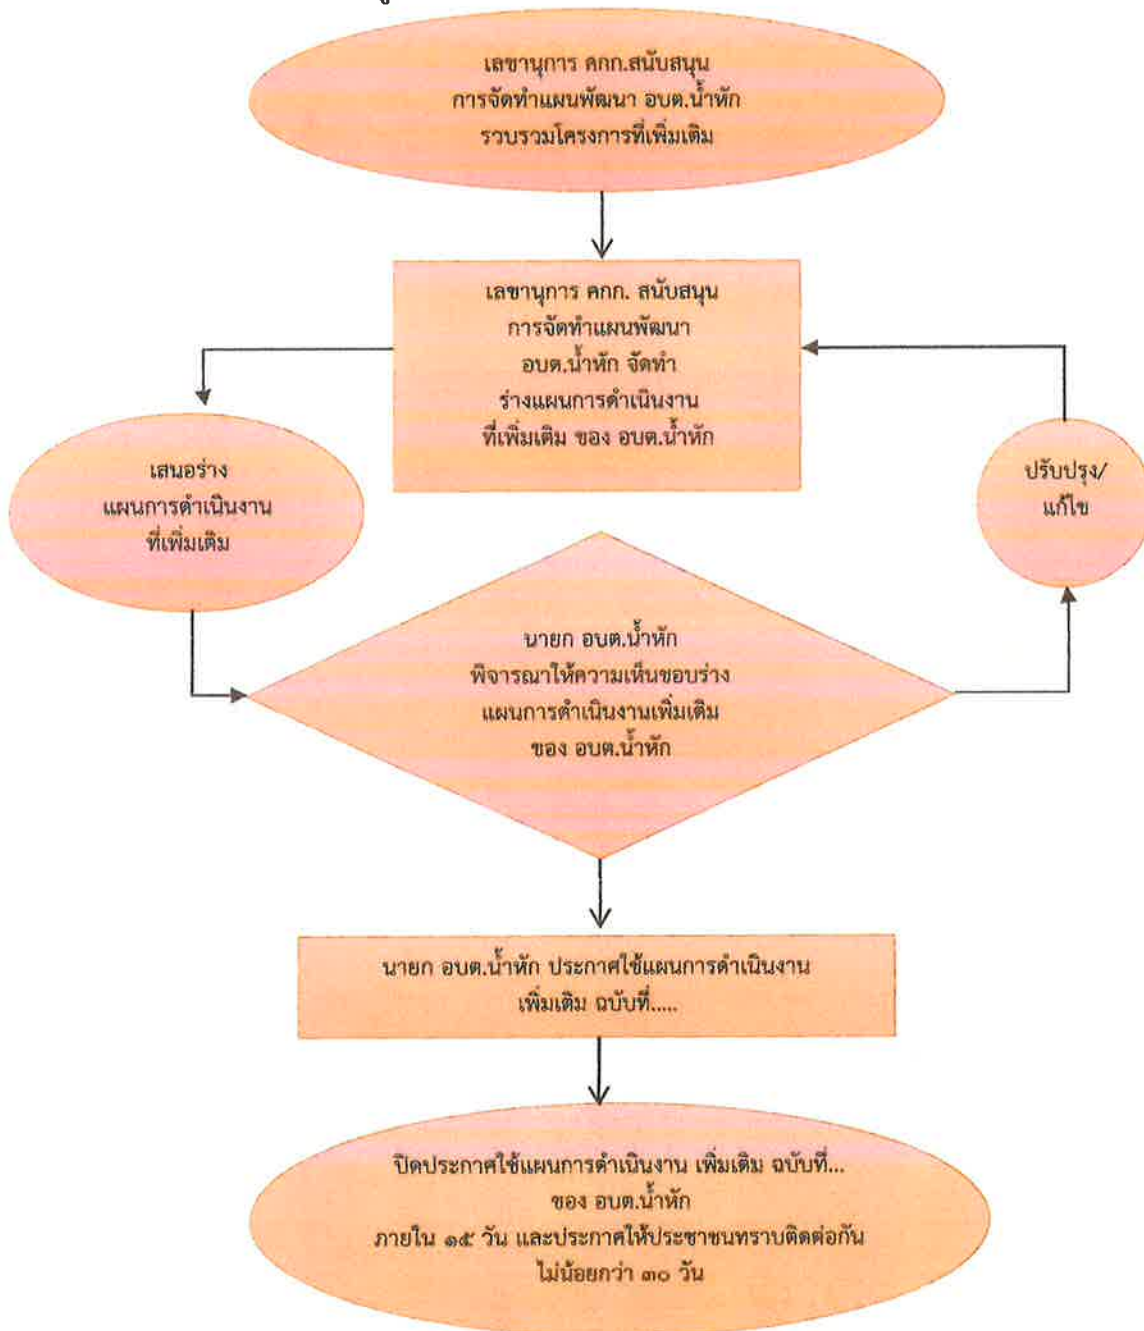 เลขานุการ คกก.สนับสนุน
การจัดทำแผนพัฒนา อบต.น้ำหัก
รวบรวมโครงการที่เพิ่มเติม
เลขานุการ คกก. สนับสนุน
การจัดทำแผนพัฒนา
อบต.น้ำหัก จัดทำ
ร่างแผนการดำเนินงาน
ที่เพิ่มเติม ของ อบต.น้ำหัก
เสนอร่าง
แผนการดำเนินงาน
ที่เพิ่มเติม
ปรับปรุง/
แก้ไข
นายก อบต.น้ำหัก
พิจารณาให้ความเห็นชอบร่าง
แผนการดำเนินงานเพิ่มเติม
ของ อบต.น้ำหัก
นายก อบต.น้ำหัก ประกาศใช้แผนการดำเนินงาน
เพิ่มเติม ฉบับที่.....
ปิดประกาศใช้แผนการดำเนินงาน เพิ่มเติม ฉบับที่...
ของ อบต.น้ำหัก
ภายใน ๑๕ วัน และประกาศให้ประชาชนทราบติดต่อกัน
ไม่น้อยกว่า ๓๐ วัน